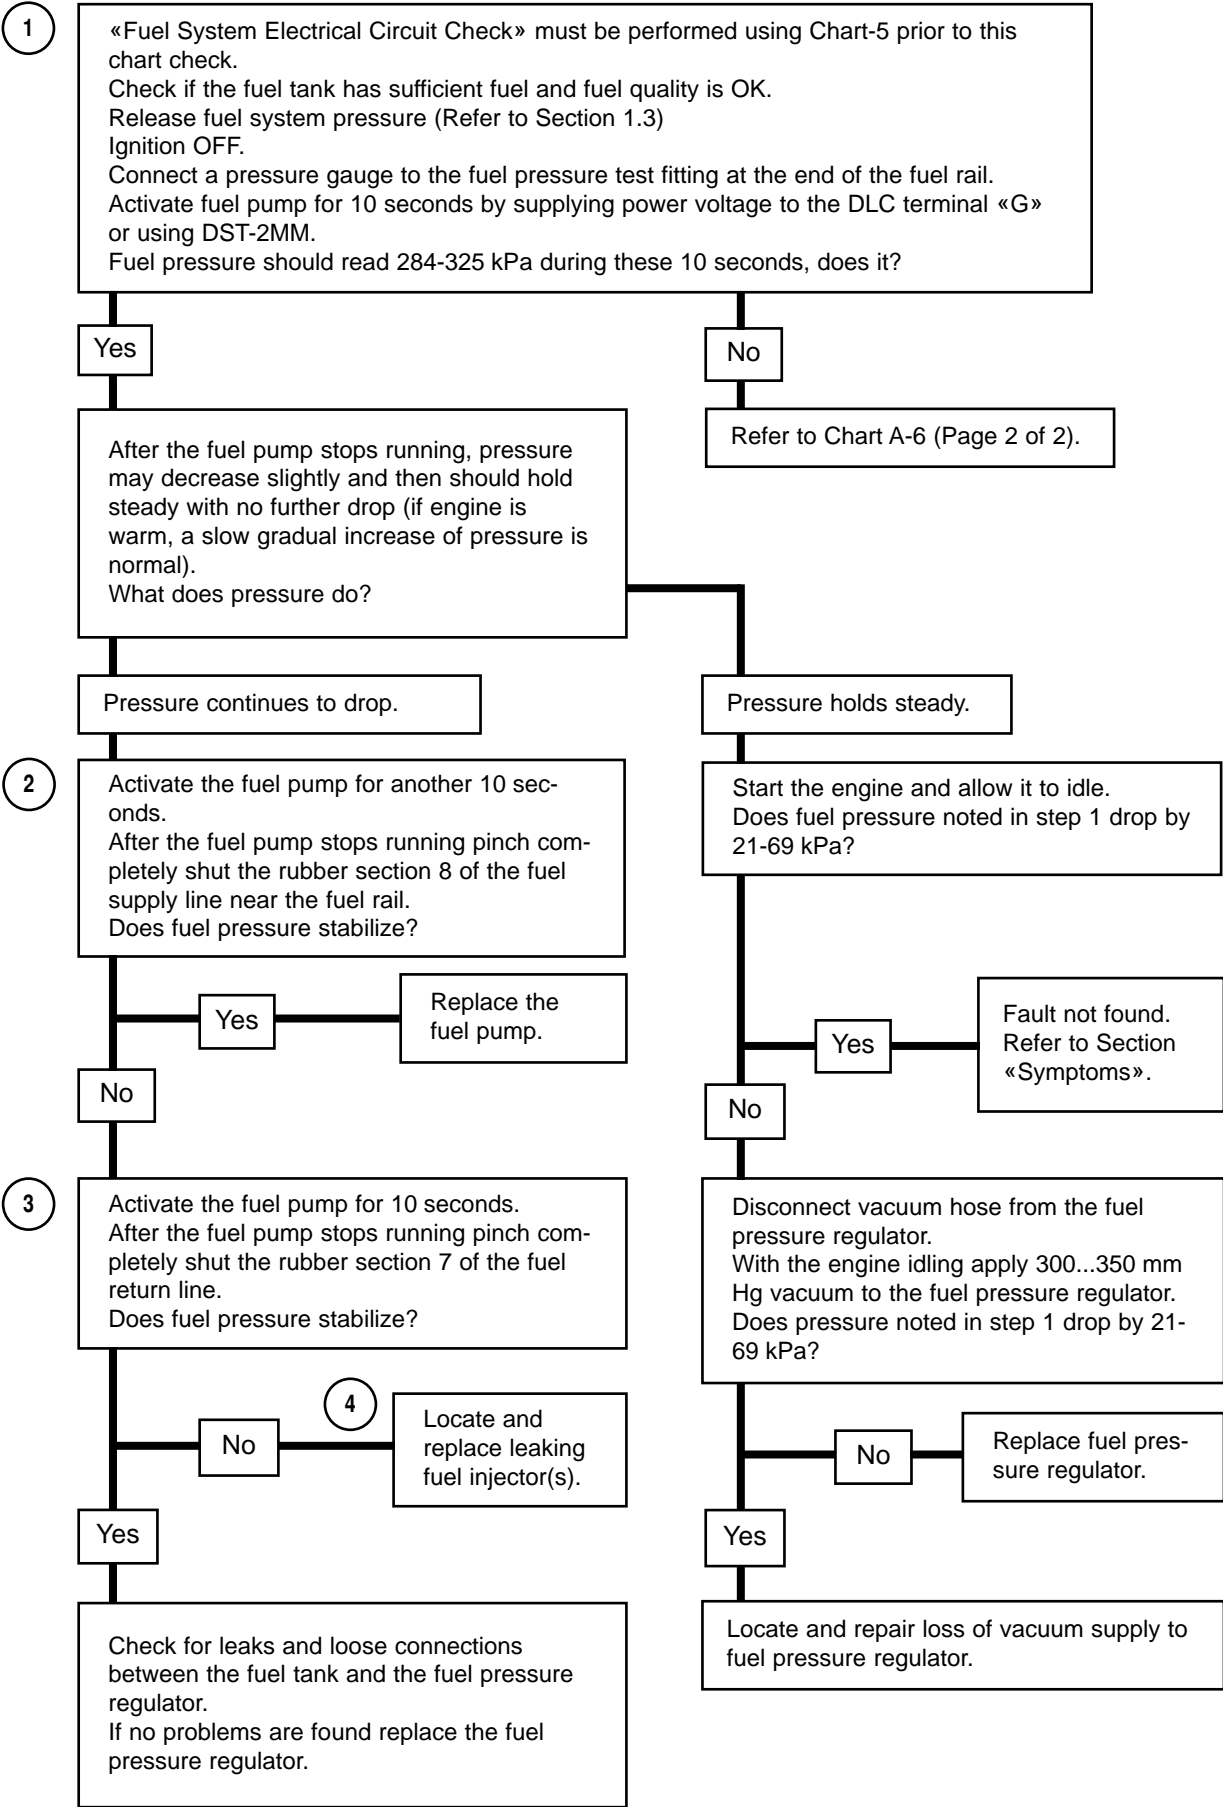 1
«Fuel System Electrical Circuit Check» must be performed using Chart-5 prior to this
chart check.
Check if the fuel tank has sufficient fuel and fuel quality is OK.
Release fuel system pressure (Refer to Section 1.3)
Ignition OFF.
Connect a pressure gauge to the fuel pressure test fitting at the end of the fuel rail.
Activate fuel pump for 10 seconds by supplying power voltage to the DLC terminal «G»
or using DST-2MM.
Fuel pressure should read 284-325 kPa during these 10 seconds, does it?
Yes
No
Refer to Chart A-6 (Page 2 of 2).
After the fuel pump stops running, pressure
may decrease slightly and then should hold
steady with no further drop (if engine is
warm, a slow gradual increase of pressure is
normal).
What does pressure do?
Pressure continues to drop.
Pressure holds steady.
2
Activate the fuel pump for another 10 sec-
onds.
After the fuel pump stops running pinch com-
pletely shut the rubber section 8 of the fuel
supply line near the fuel rail.
Does fuel pressure stabilize?
Start the engine and allow it to idle.
Does fuel pressure noted in step 1 drop by
21-69 kPa?
Yes
Replace the
fuel pump.
No
Yes
Fault not found.
Refer to Section
«Symptoms».
No
3
Activate the fuel pump for 10 seconds.
After the fuel pump stops running pinch com-
pletely shut the rubber section 7 of the fuel
return line.
Does fuel pressure stabilize?
Disconnect vacuum hose from the fuel
pressure regulator.
With the engine idling apply 300...350 mm
Hg vacuum to the fuel pressure regulator.
Does pressure noted in step 1 drop by 21-
69 kPa?
No
4
Locate and
replace leaking
fuel injector(s).
Yes
No
Replace fuel pres-
sure regulator.
Yes
Check for leaks and loose connections
between the fuel tank and the fuel pressure
regulator.
If no problems are found replace the fuel
pressure regulator.
Locate and repair loss of vacuum supply to
fuel pressure regulator.